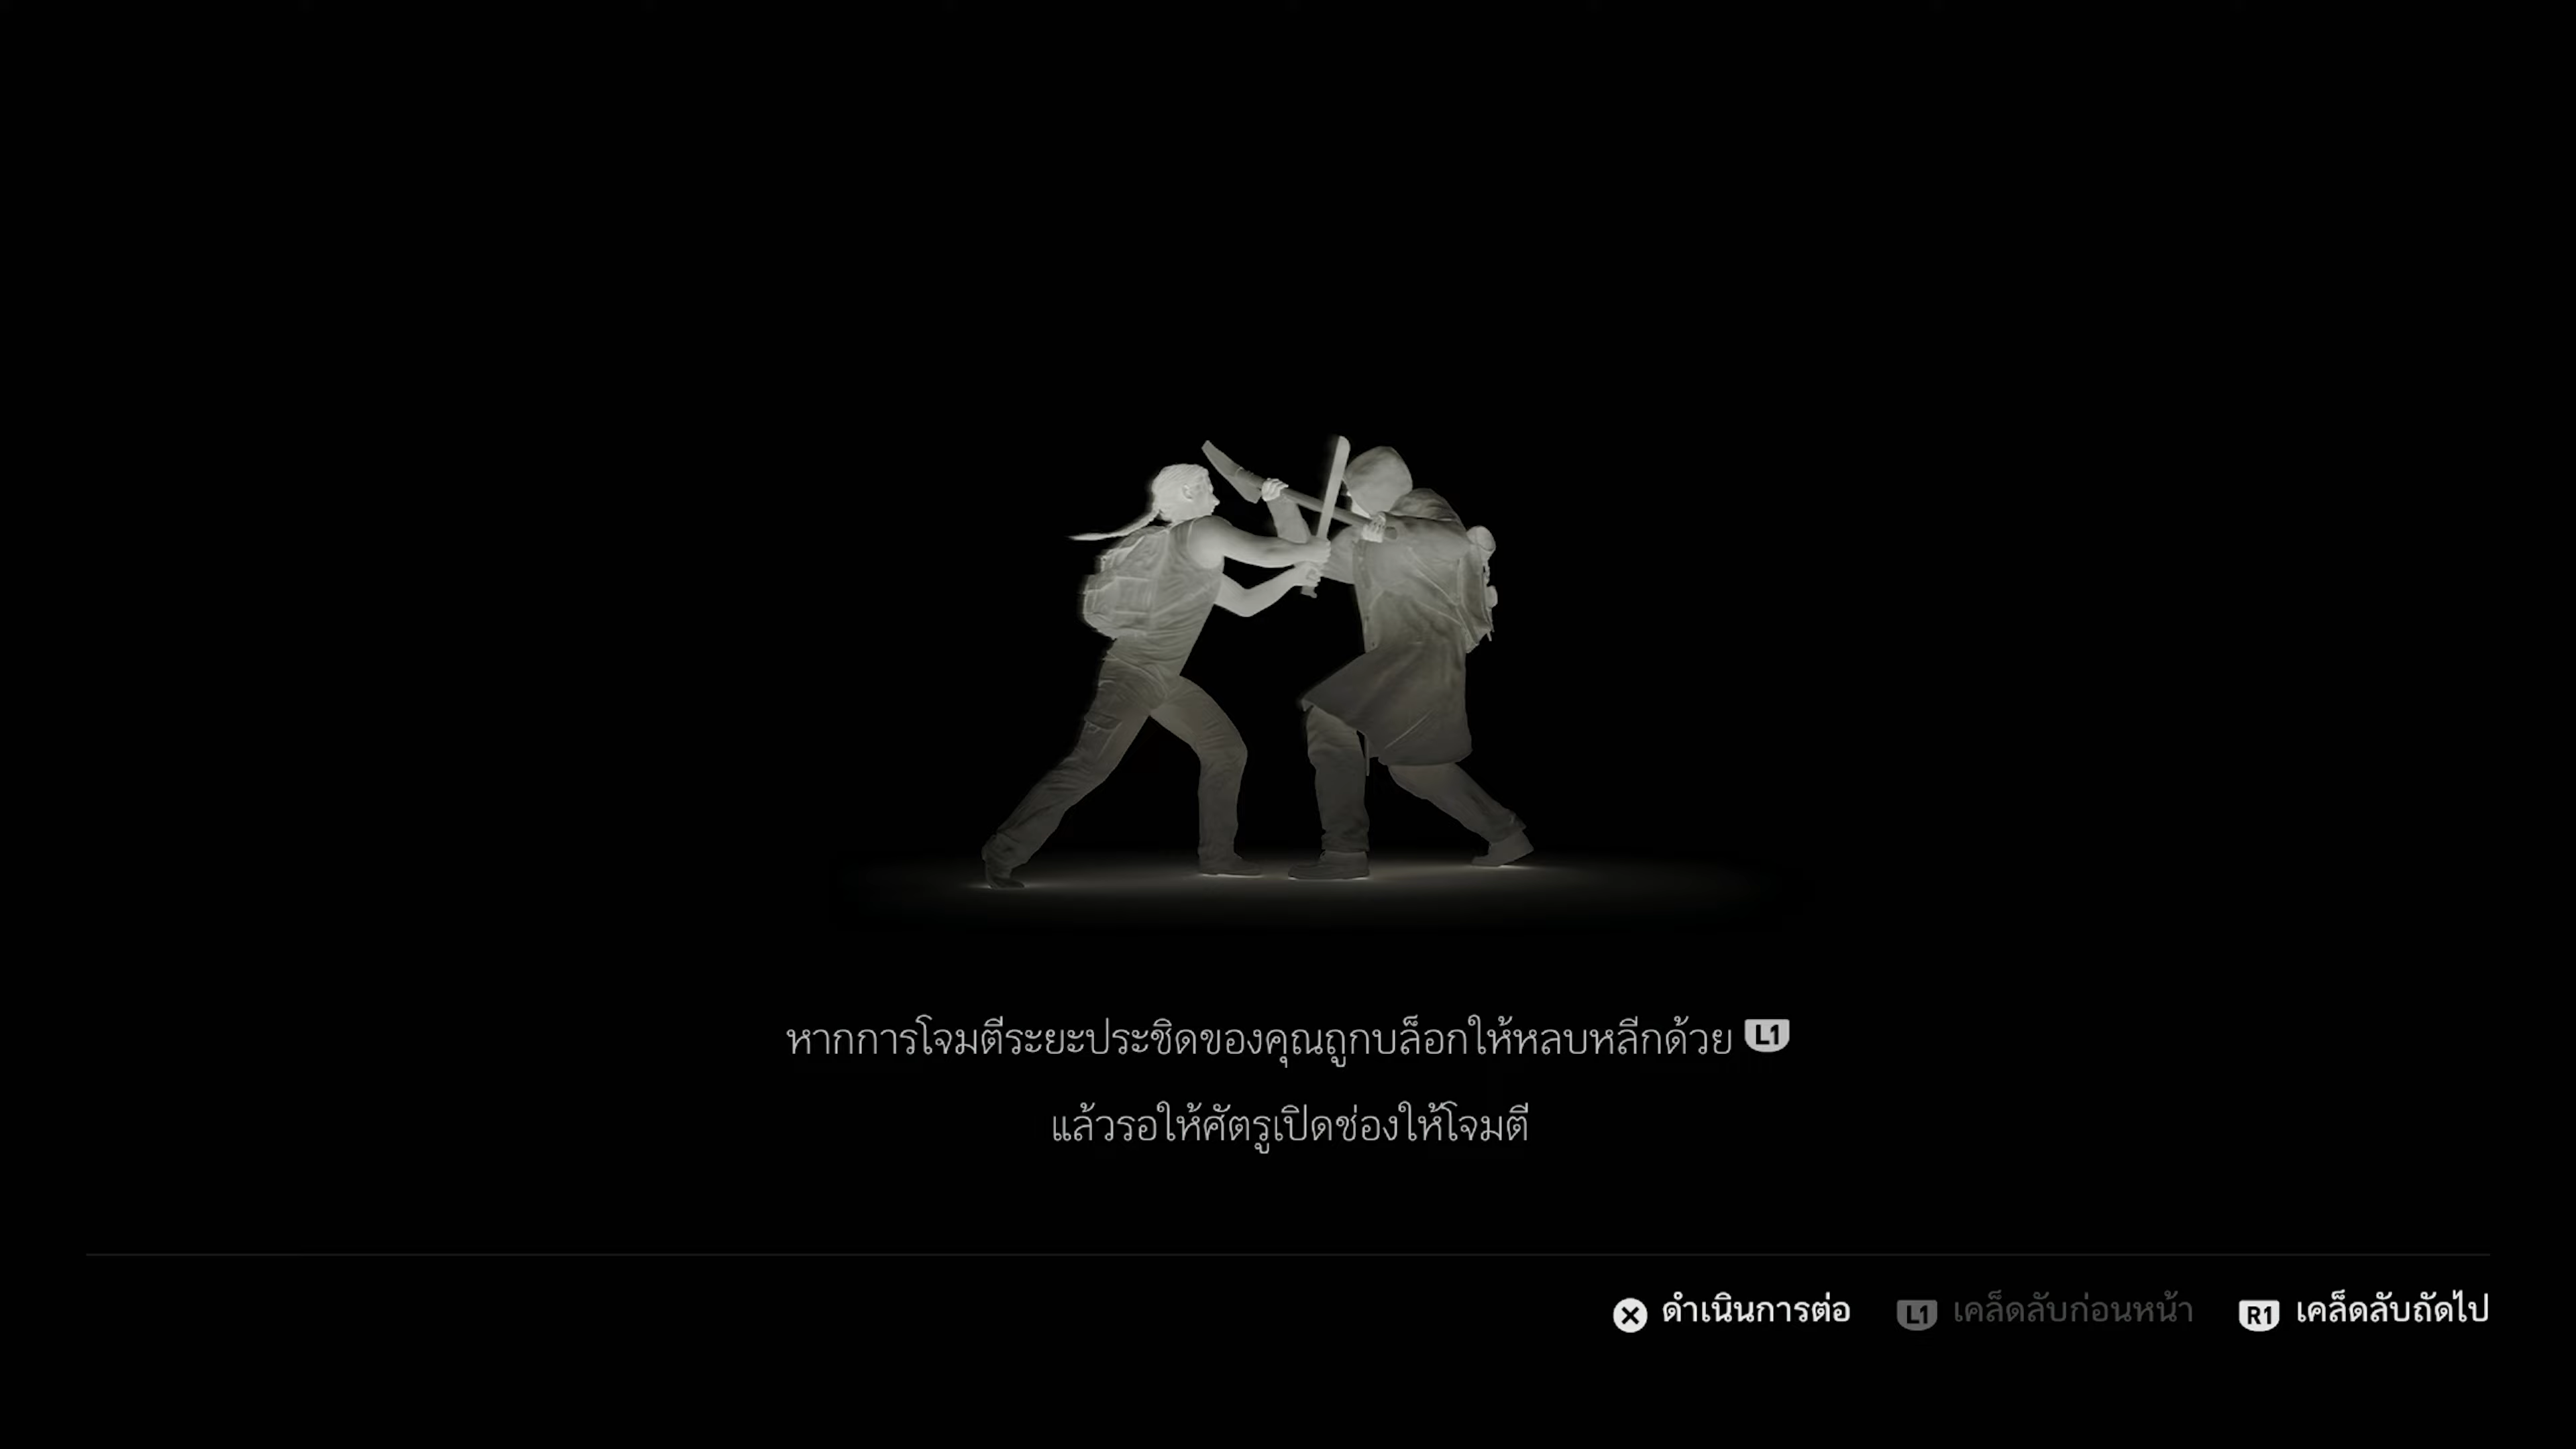 หากการโจมตีระยะประชิดของคุณถูกบล็อกให้หลบหลีกด้วย L1
แล้วรอให้ศัตรูเปิดช่องให้โจมตี
ดำเนินการต่อ L1 เคล็ดลับก่อนหน้า R1 เคล็ดลับถัดไป